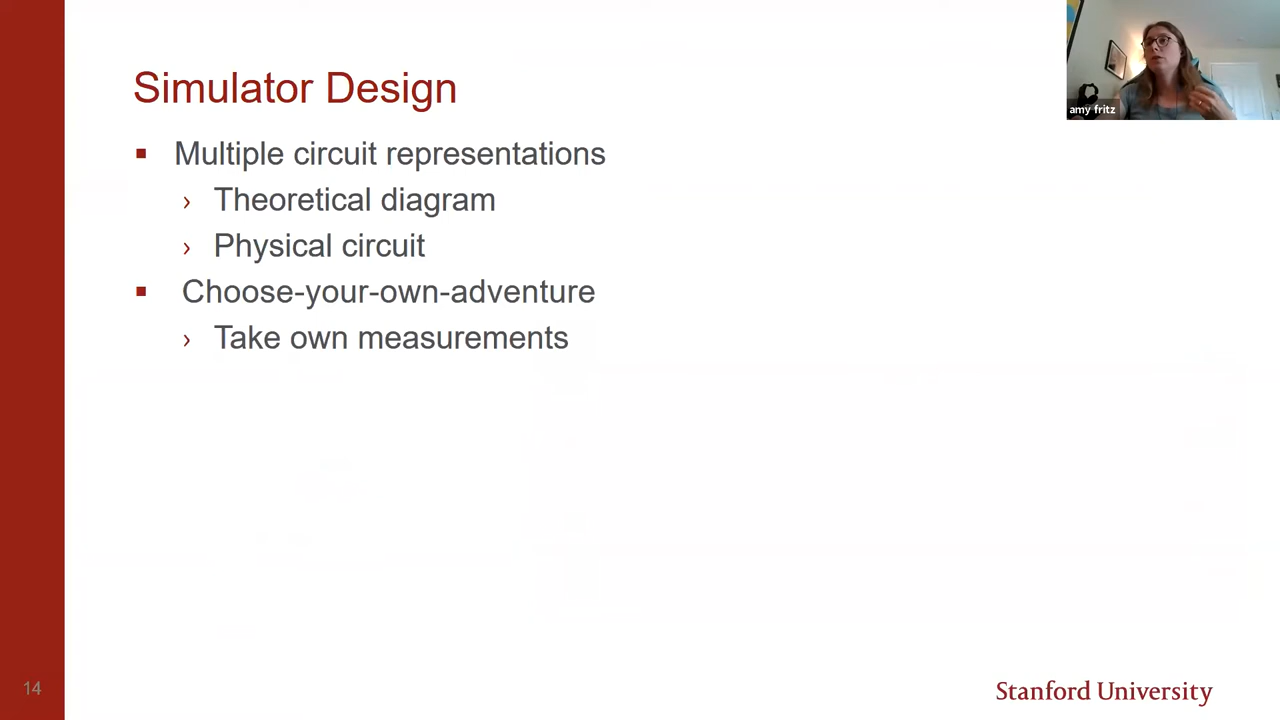 Simulator Design
▪ Multiple circuit representations
› Theoretical diagram
› Physical circuit
▪ Choose-your-own-adventure
› Take own measurements
amy fritz
14
Stanford University